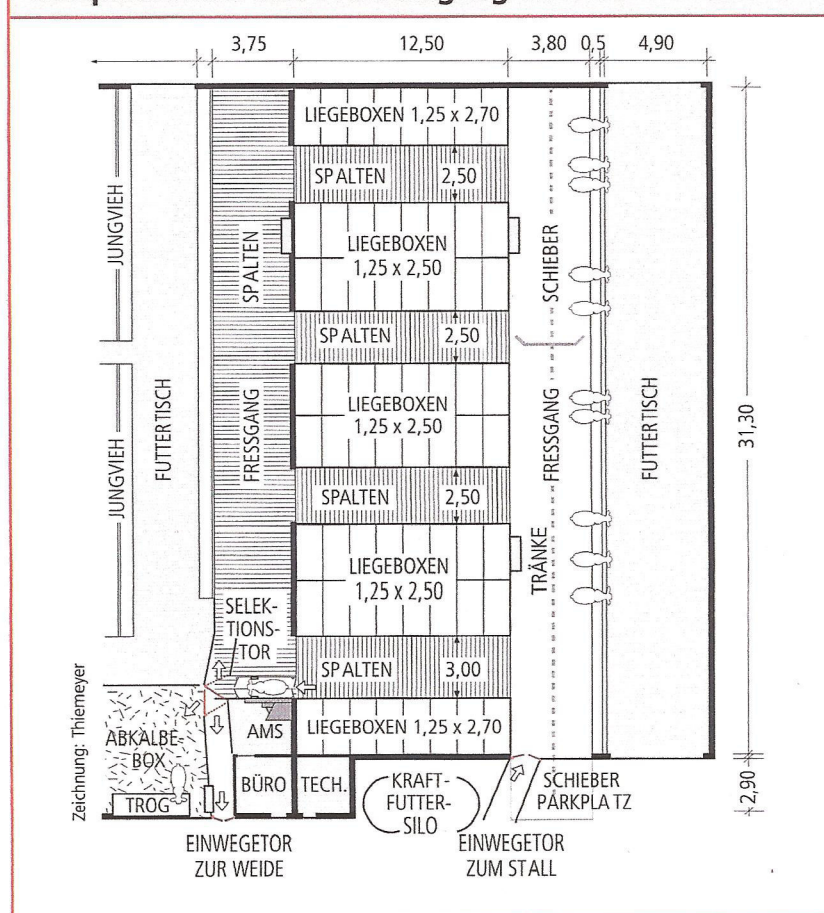 3,75
12,50
3,80
0,5
4,90
LIEGEBOXEN 1,25 x 2,70
SPALTEN
2,50
JUNGVIEH
SPALTEN
LIEGEBOXEN
1,25 x 2,50
SCHIEBER
SPALTEN
2,50
FUTTERTISCH
FRESSGANG
LIEGEBOXEN
1,25 x 2,50
FRESSGANG
FUTTERTISCH
31,30
JUNGVIEH
SPALTEN
2,50
TRÄNKE
LIEGEBOXEN
1,25 x 2,50
SELEK-
TIONS-
TOR
SPALTEN
3,00
Zeichnung: Thiemeyer
ABKALBE-
BOX
AMS
LIEGEBOXEN 1,25 x 2,70
TROG
BÜRO
TECH.
KRAFT-
FUTTER-
SILO
SCHIEBER
PARKPLATZ
2,90
EINWEGETOR
ZUR WEIDE
EINWEGETOR
ZUM STALL